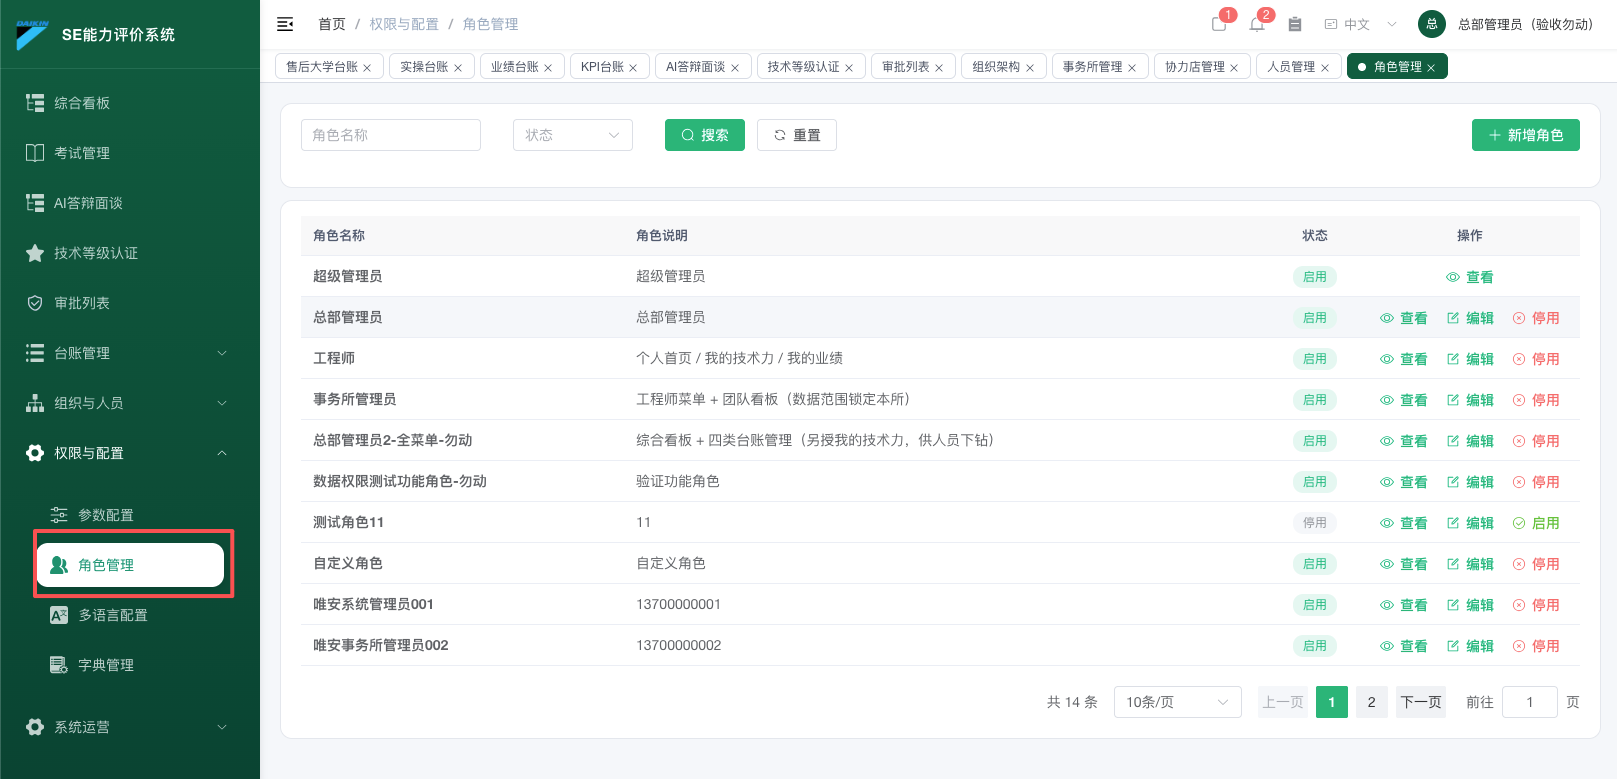 DAIKIN
SE能力评价系统
综合看板
考试管理
AI答辩面谈
技术等级认证
审批列表
台账管理
组织与人员
权限与配置
参数配置
角色管理
多语言配置
字典管理
系统运营
首页 / 权限与配置 / 角色管理
1 2 中文 总 总部管理员（验收勿动）
售后大学台账 实操台账 业绩台账 KPI台账 AI答辩面谈 技术等级认证 审批列表 组织架构 事务所管理 协力店管理 人员管理 角色管理
角色名称 状态 搜索 重置 新增角色
角色名称 角色说明 状态 操作
超级管理员 超级管理员 启用 查看
总部管理员 总部管理员 启用 查看 编辑 停用
工程师 个人首页 / 我的技术力 / 我的业绩 启用 查看 编辑 停用
事务所管理员 工程师菜单 + 团队看板（数据范围锁定本所） 启用 查看 编辑 停用
总部管理员2-全菜单-勿动 综合看板 + 四类台账管理（另授我的技术力，供人员下钻） 启用 查看 编辑 停用
数据权限测试功能角色-勿动 验证功能角色 启用 查看 编辑 停用
测试角色11 11 停用 查看 编辑 启用
自定义角色 自定义角色 启用 查看 编辑 停用
唯安系统管理员001 13700000001 启用 查看 编辑 停用
唯安事务所管理员002 13700000002 启用 查看 编辑 停用
共 14 条 10条/页 上一页 1 2 下一页 前往 1 页